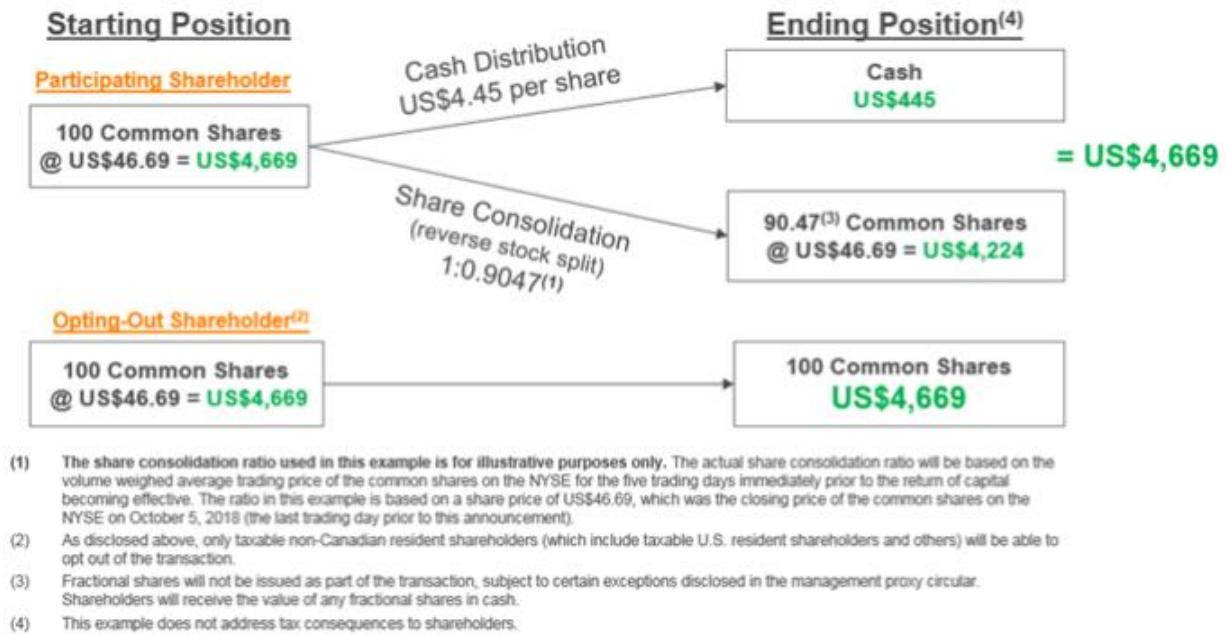 Starting Position
Ending Position(4)
Participating Shareholder
100 Common Shares
@ US$46.69 = US$4,669
Cash Distribution
US$4.45 per share
Share Consolidation
(reverse stock split)
1:0.9047(1)
Cash
US$445
= US$4,669
90.47(3) Common Shares
@ US$46.69 = US$4,224
Opting-Out Shareholder(2)
100 Common Shares
@ US$46.69 = US$4,669
100 Common Shares
US$4,669
(1) The share consolidation ratio used in this example is for illustrative purposes only. The actual share consolidation ratio will be based on the
volume weighed average trading price of the common shares on the NYSE for the five trading days immediately prior to the return of capital
becoming effective. The ratio in this example is based on a share price of US$46.69, which was the closing price of the common shares on the
NYSE on October 5, 2018 (the last trading day prior to this announcement).
(2) As disclosed above, only taxable non-Canadian resident shareholders (which include taxable U.S. resident shareholders and others) will be able to
opt out of the transaction.
(3) Fractional shares will not be issued as part of the transaction, subject to certain exceptions disclosed in the management proxy circular.
Shareholders will receive the value of any fractional shares in cash.
(4) This example does not address tax consequences to shareholders.